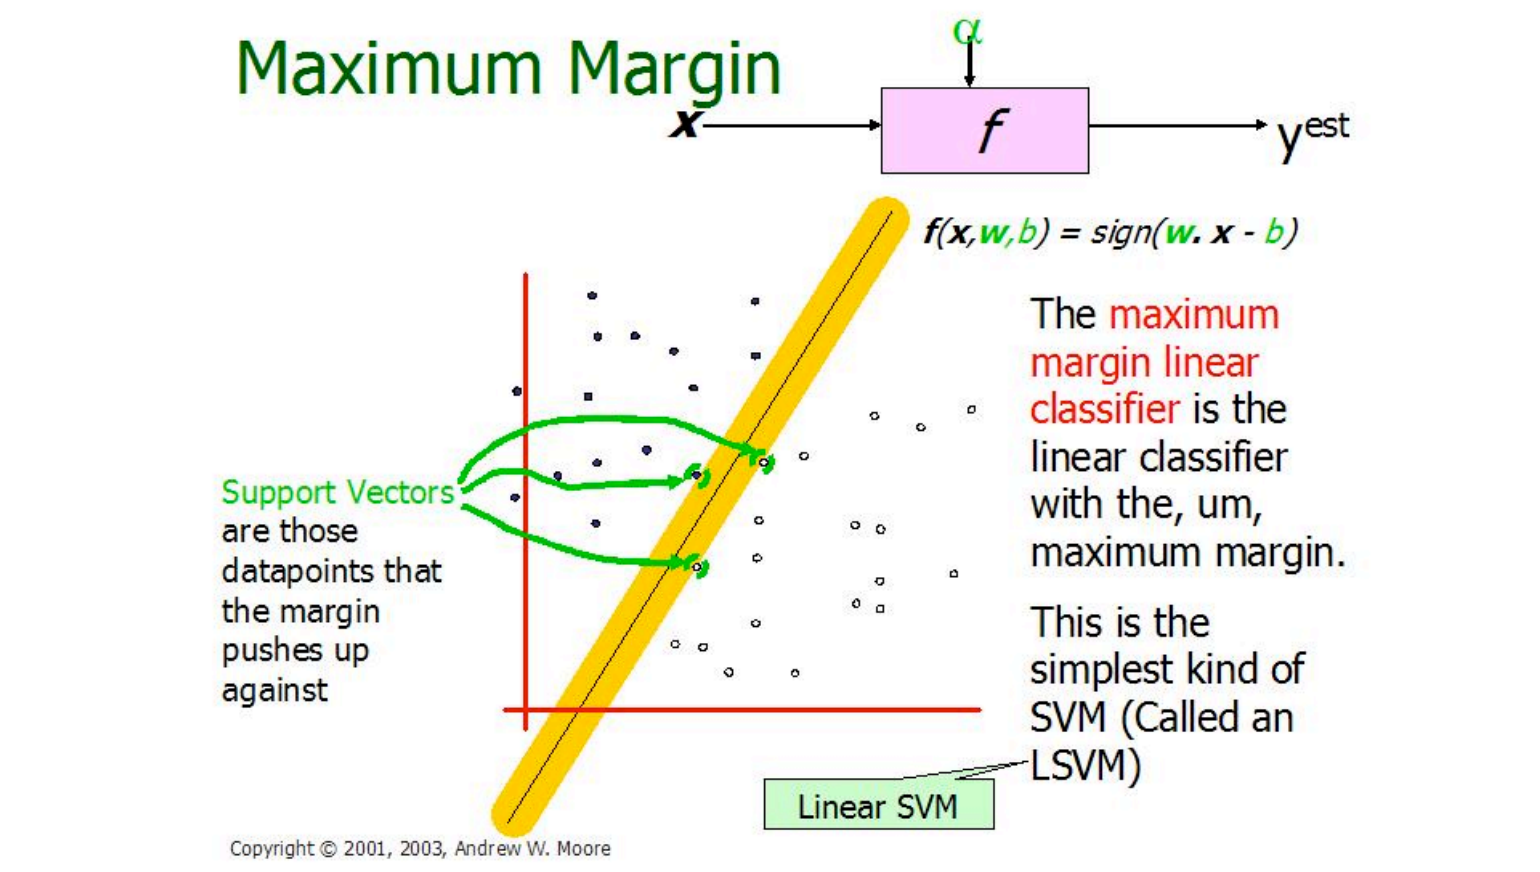 Maximum Margin
α
x
f
yest
f(x,w,b) = sign(w. x - b)
The maximum
margin linear
classifier is the
linear classifier
with the, um,
maximum margin.
This is the
simplest kind of
SVM (Called an
LSVM)
Support Vectors
are those
datapoints that
the margin
pushes up
against
Linear SVM
Copyright © 2001, 2003, Andrew W. Moore